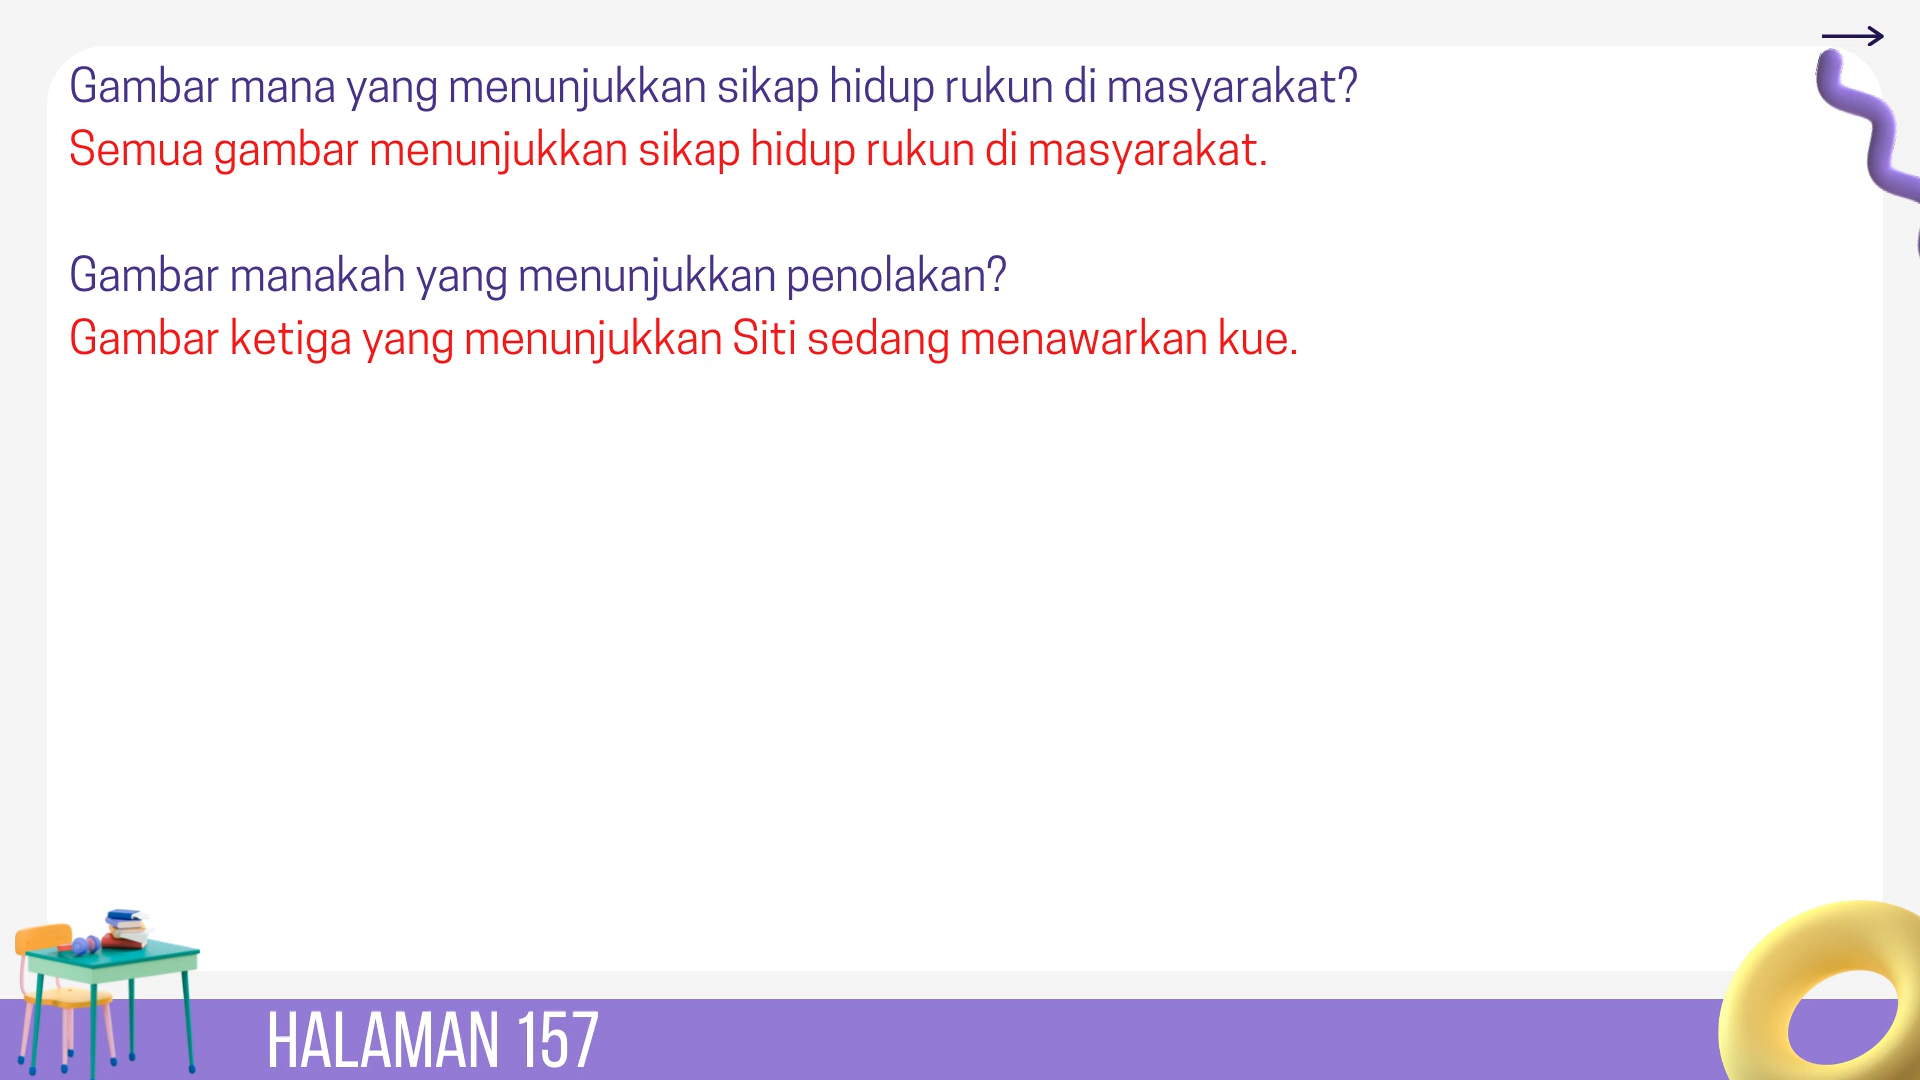 Gambar mana yang menunjukkan sikap hidup rukun di masyarakat?
Semua gambar menunjukkan sikap hidup rukun di masyarakat.
Gambar manakah yang menunjukkan penolakan?
Gambar ketiga yang menunjukkan Siti sedang menawarkan kue.
HALAMAN 157